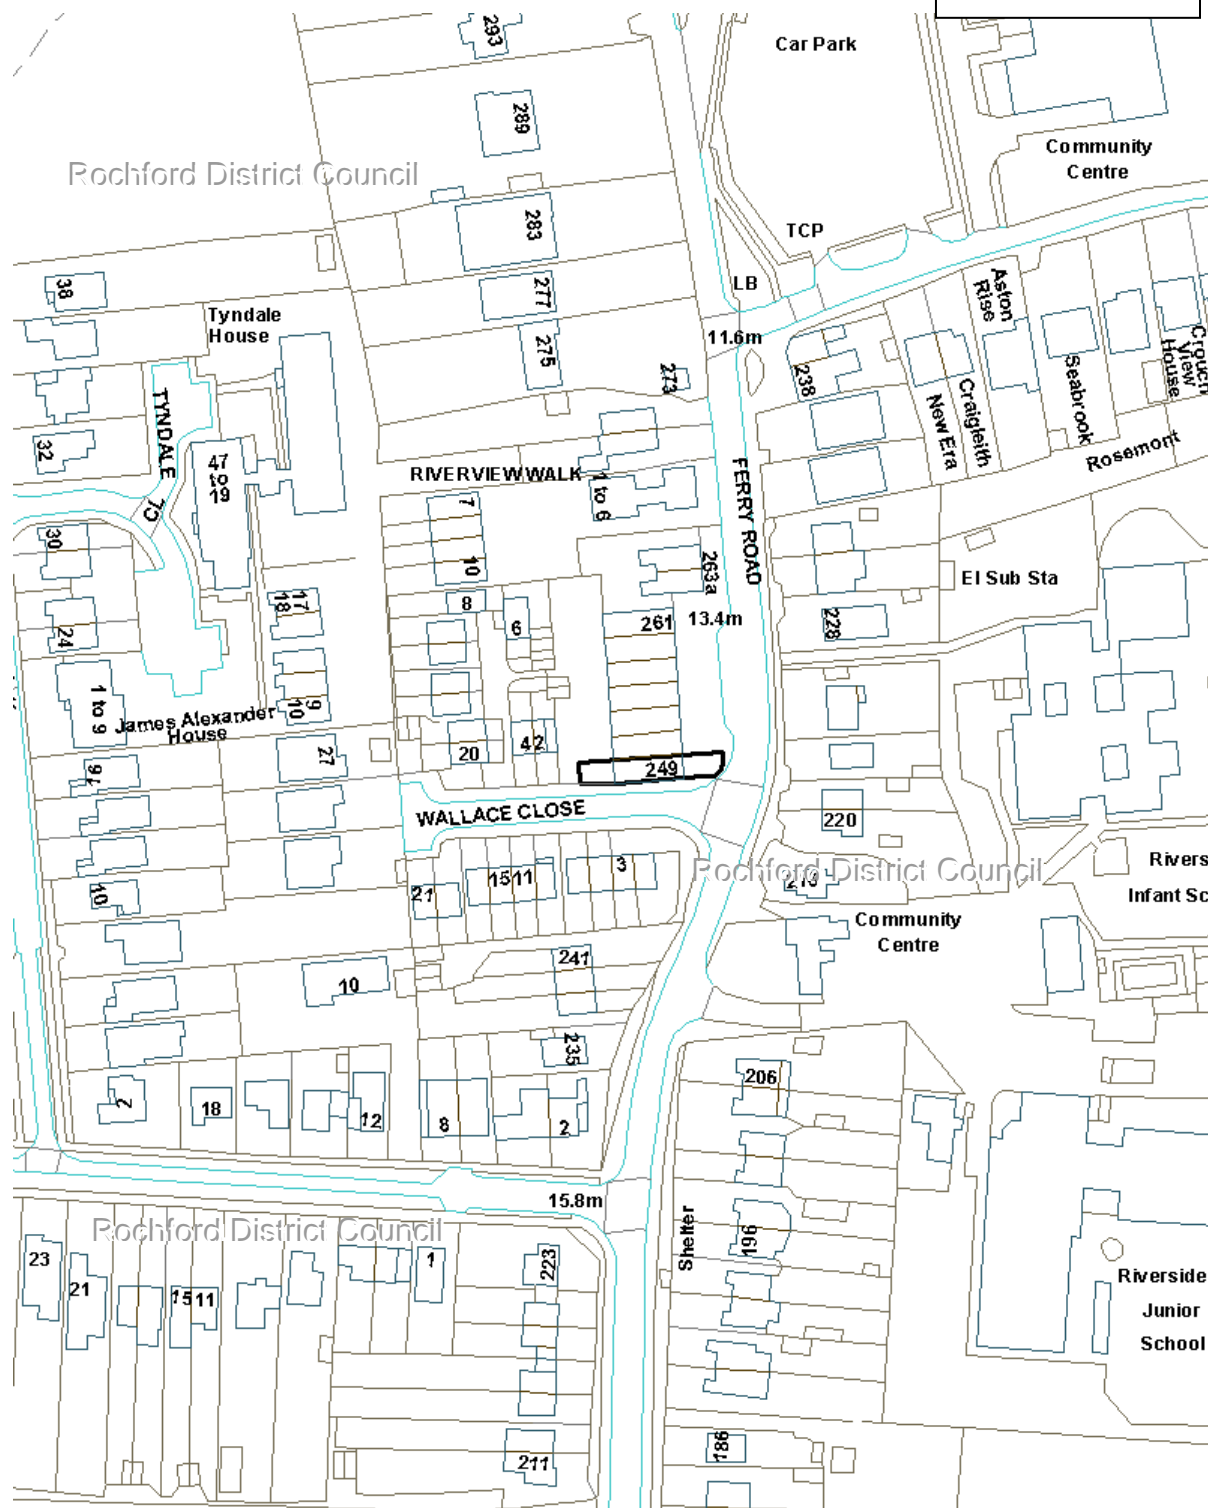 293
Car Park
289
Community
Centre
Rochford District Council
283
TCP
LB
38
277
Aston
Rise
Tyndale
House
11.6m
275
273
238
Crouch
View
House
Seabrook
TYNDALE
CL
Craigleith
New Era
32
47
to
19
RIVERVIEW WALK
1 to 6
FERRY ROAD
Rosemont
7
30
10
263a
El Sub Sta
8
18
17
6
261
13.4m
228
24
1 to 9
James Alexander
House
10
9
27
20
4
2
249
16
WALLACE CLOSE
220
Rochford District Council
3
15
11
21
10
Rivers
Infant Sc
Community
Centre
241
10
235
206
2
18
12
8
2
15.8m
Rochford District Council
Shelter
196
23
21
15
11
1
223
Riverside
Junior
School
186
211